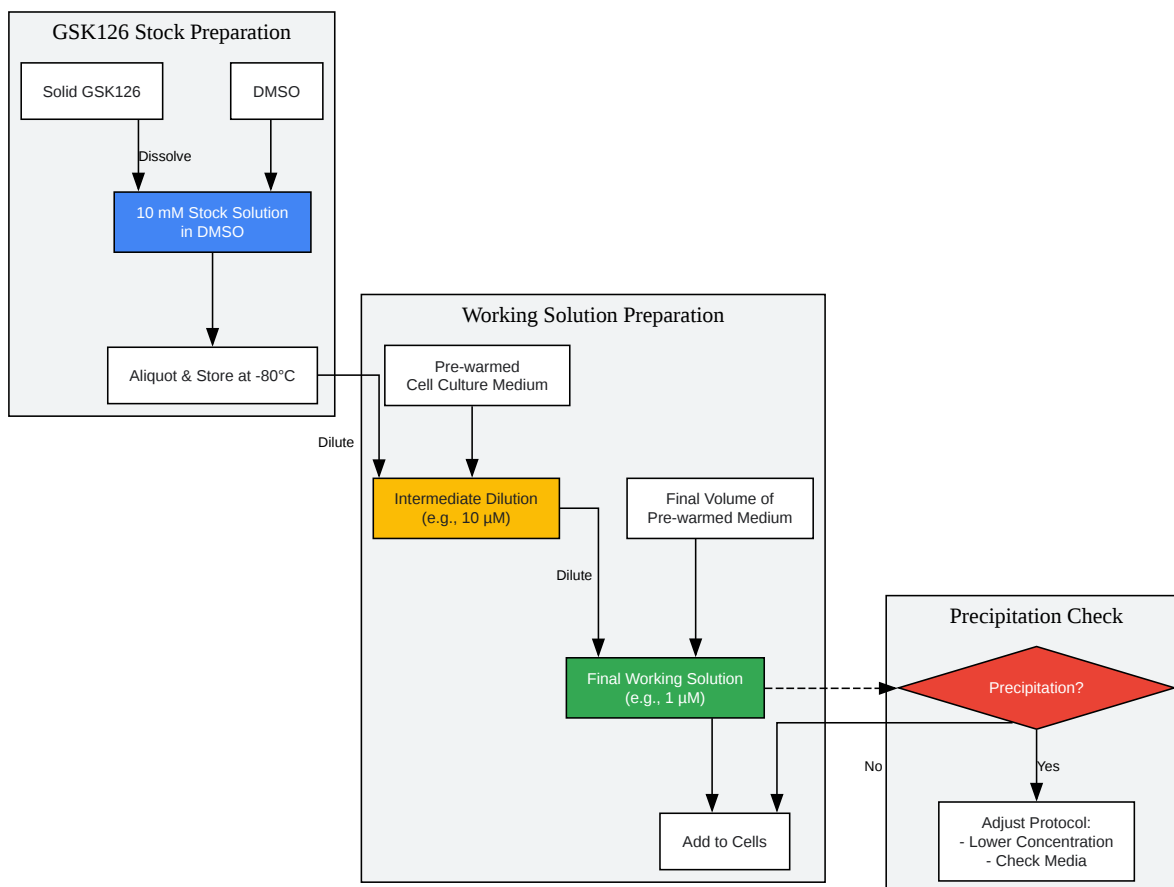 GSK126 Stock Preparation
Solid GSK126
DMSO
Dissolve
10 mM Stock Solution
in DMSO
Aliquot & Store at -80°C
Working Solution Preparation
Pre-warmed
Cell Culture Medium
Dilute
Intermediate Dilution
(e.g., 10 µM)
Final Volume of
Pre-warmed Medium
Dilute
Final Working Solution
(e.g., 1 µM)
Precipitation Check
Precipitation?
No
Yes
Add to Cells
Adjust Protocol:
- Lower Concentration
- Check Media